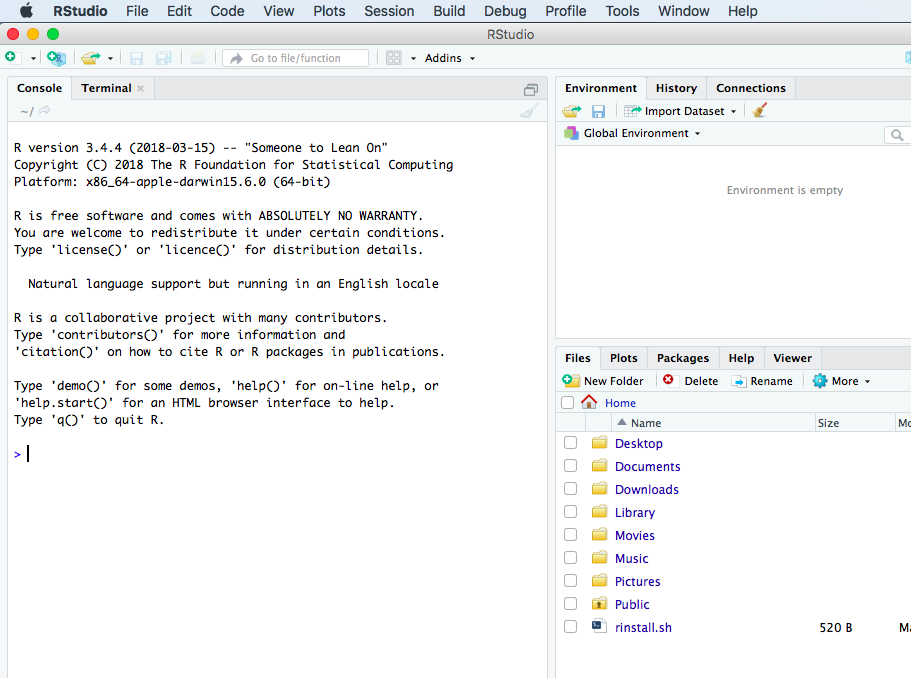 RStudio File Edit Code View Plots Session Build Debug Profile Tools Window Help
RStudio
Go to file/function Addins
Console Terminal
~/
R version 3.4.4 (2018-03-15) -- "Someone to Lean On"
Copyright (C) 2018 The R Foundation for Statistical Computing
Platform: x86_64-apple-darwin15.6.0 (64-bit)
R is free software and comes with ABSOLUTELY NO WARRANTY.
You are welcome to redistribute it under certain conditions.
Type 'license()' or 'licence()' for distribution details.
Natural language support but running in an English locale
R is a collaborative project with many contributors.
Type 'contributors()' for more information and
'citation()' on how to cite R or R packages in publications.
Type 'demo()' for some demos, 'help()' for on-line help, or
'help.start()' for an HTML browser interface to help.
Type 'q()' to quit R.
>
Environment History Connections
Import Dataset
Global Environment
Environment is empty
Files Plots Packages Help Viewer
New Folder Delete Rename More
Home
Name Size
Desktop
Documents
Downloads
Library
Movies
Music
Pictures
Public
rinstall.sh 520 B